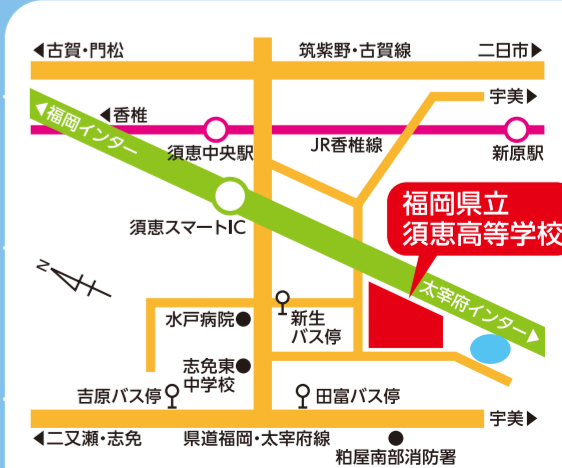 ◀古賀・門松
筑紫野・古賀線
二日市▶
宇美▶
◀香椎
◀福岡インター
須恵中央駅
JR香椎線
新原駅
須恵スマートIC
福岡県立
須恵高等学校
N
太宰府インター▶
水戸病院
新生
バス停
志免東
中学校
吉原バス停
田富バス停
宇美▶
◀二又瀬・志免
県道福岡・太宰府線
粕屋南部消防署